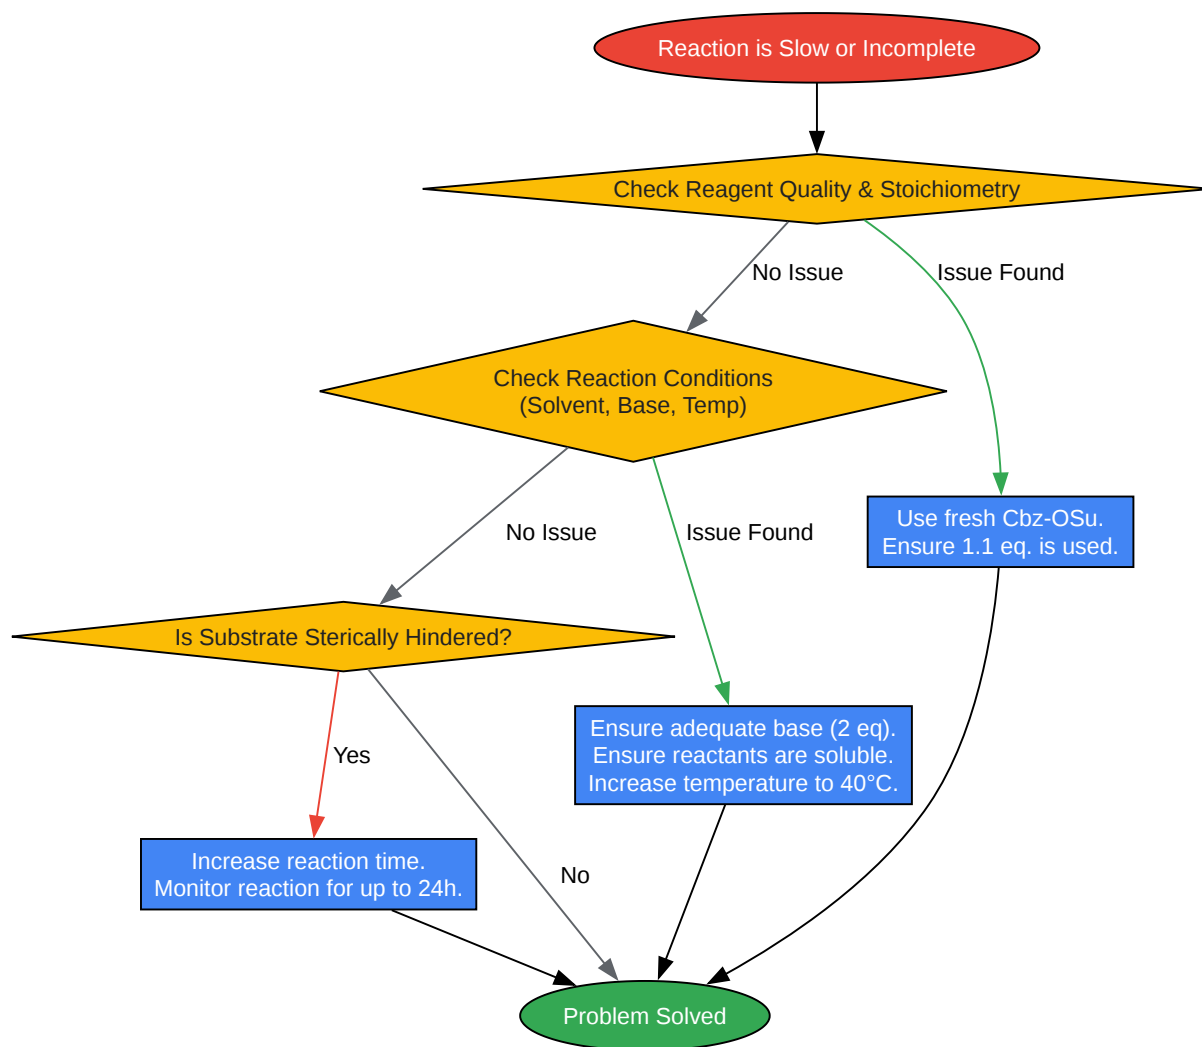 Reaction is Slow or Incomplete
Check Reagent Quality & Stoichiometry
No Issue
Issue Found
Check Reaction Conditions
(Solvent, Base, Temp)
No Issue
Issue Found
Use fresh Cbz-OSu.
Ensure 1.1 eq. is used.
Is Substrate Sterically Hindered?
Ensure adequate base (2 eq).
Ensure reactants are soluble.
Increase temperature to 40°C.
Yes
Increase reaction time.
Monitor reaction for up to 24h.
No
Problem Solved